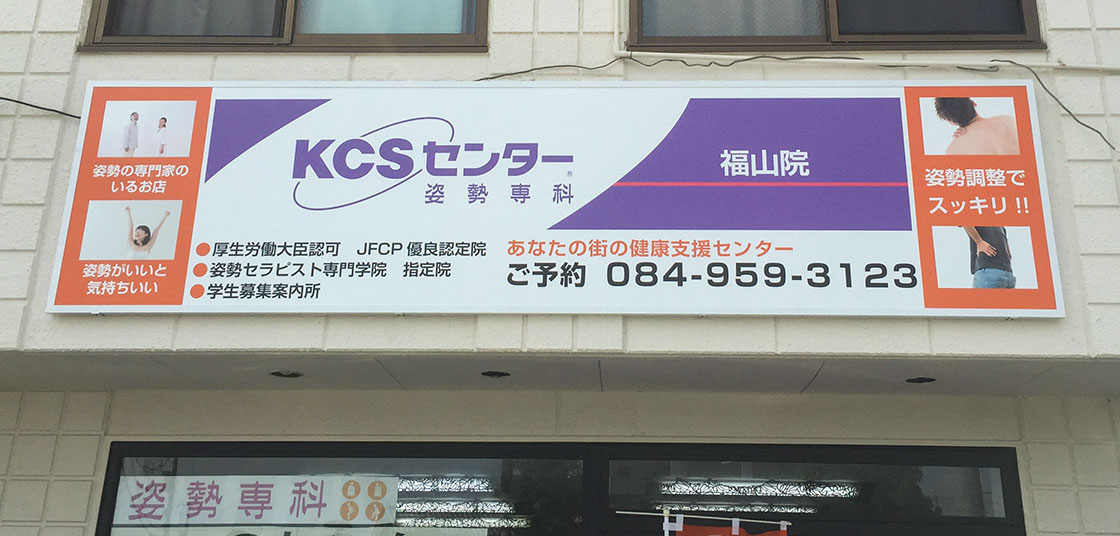 姿勢の専門家の
いるお店
姿勢がいいと
気持ちいい
KCSセンター®
姿勢専科
福山院
●厚生労働大臣認可 JFCP優良認定院
●姿勢セラピスト専門学院 指定院
●学生募集案内所
あなたの街の健康支援センター
ご予約 084-959-3123
姿勢調整で
スッキリ!!
姿勢専科